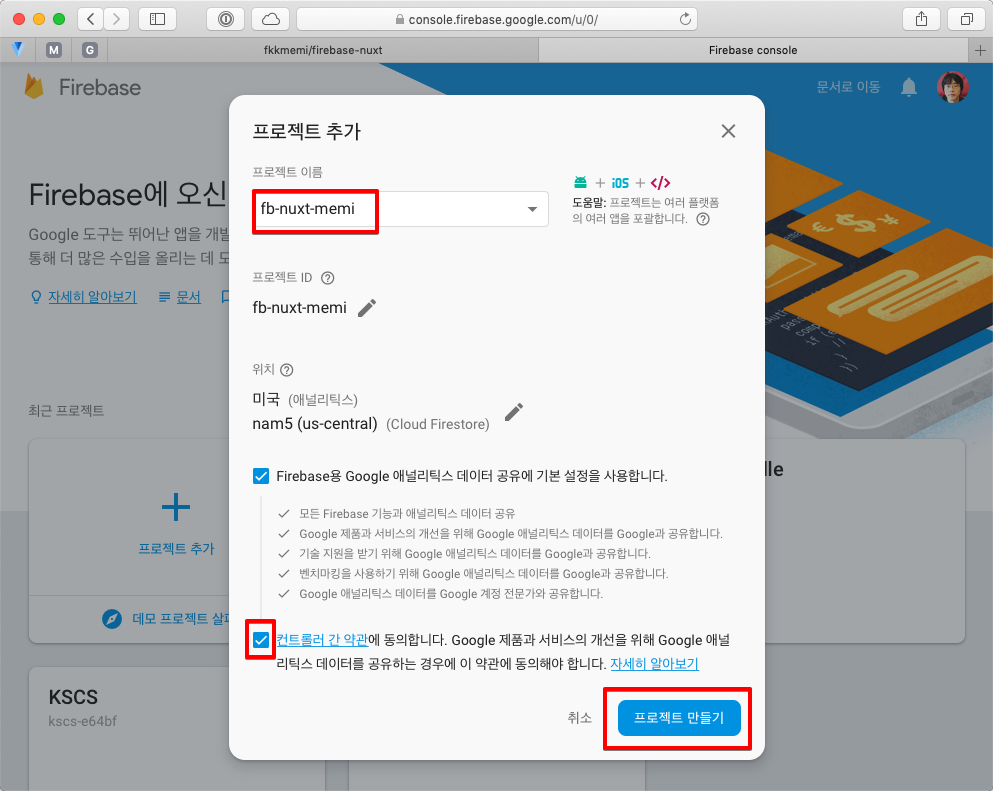 console.firebase.google.com/u/0/
M
G
fkkmemi/firebase-nuxt
Firebase console
Firebase
문서로 이동
Firebase에 오신
Google 도구는 뛰어난 앱을 개발
통해 더 많은 수입을 올리는 데 모
자세히 알아보기
문서
최근 프로젝트
프로젝트 추가
데모 프로젝트 살펴
KSCS
kscs-e64bf
lle
프로젝트 추가
프로젝트 이름
fb-nuxt-memi
+ iOS + </>
도움말: 프로젝트는 여러 플랫폼
의 여러 앱을 포괄합니다.
프로젝트 ID
fb-nuxt-memi
위치
미국 (애널리틱스)
nam5 (us-central) (Cloud Firestore)
Firebase용 Google 애널리틱스 데이터 공유에 기본 설정을 사용합니다.
모든 Firebase 기능과 애널리틱스 데이터 공유
Google 제품과 서비스의 개선을 위해 Google 애널리틱스 데이터를 Google과 공유합니다.
기술 지원을 받기 위해 Google 애널리틱스 데이터를 Google과 공유합니다.
벤치마킹을 사용하기 위해 Google 애널리틱스 데이터를 Google과 공유합니다.
Google 애널리틱스 데이터를 Google 계정 전문가와 공유합니다.
컨트롤러 간 약관에 동의합니다. Google 제품과 서비스의 개선을 위해 Google 애널
리틱스 데이터를 공유하는 경우에 이 약관에 동의해야 합니다. 자세히 알아보기
취소
프로젝트 만들기